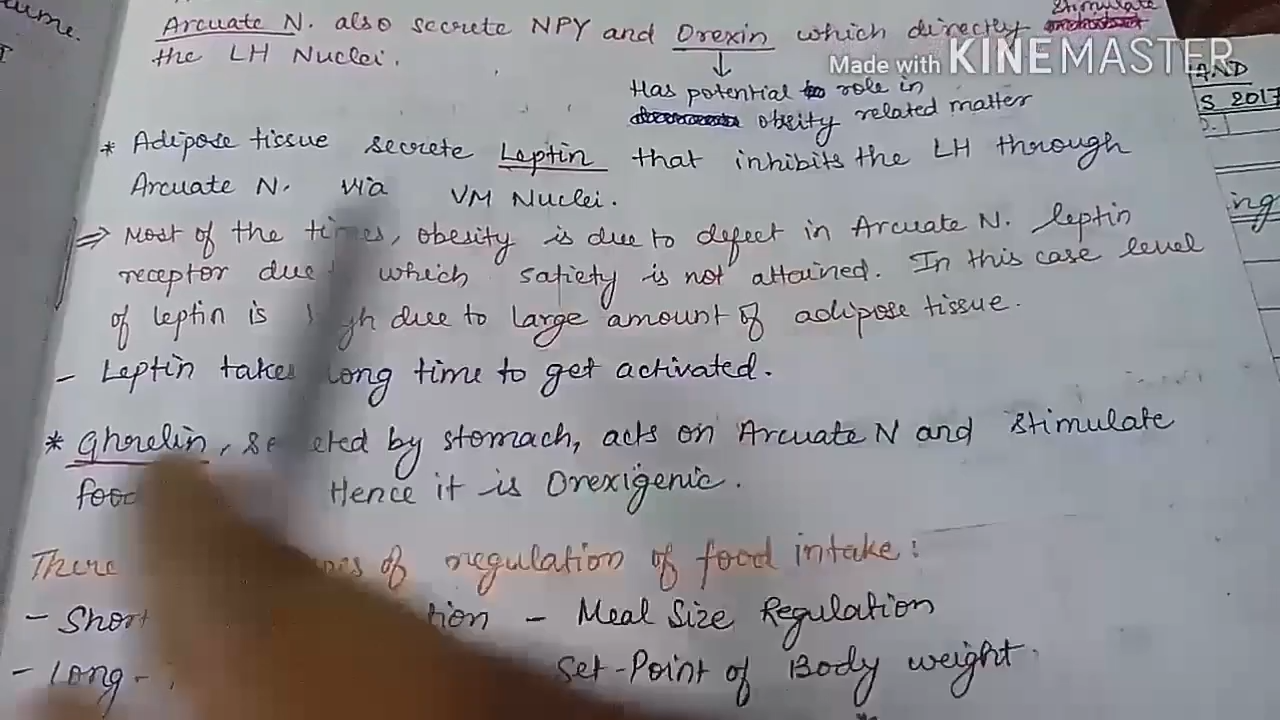 Arcuate N. also secrete NPY and Orexin which directly Stimulate
the LH Nuclei.
Made with KINEMASTER
Has potential role in
obsity related matter
AND
S 2017
* Adipose tissue secrete Leptin that inhibits the LH through
Arcuate N. via VM Nuclei.
⇒ Most of the times, obesity is due to defect in Arcuate N. leptin
receptor due which satiety is not attained. In this case level
of leptin is due to large amount of adipose tissue.
- Leptin takes long time to get activated.
* Ghrelin, by stomach, acts on Arcuate N and Stimulate
food Hence it is Orexigenic.
There of regulation of food intake:
- Short - Meal Size Regulation
- Long - Set-Point of Body weight.